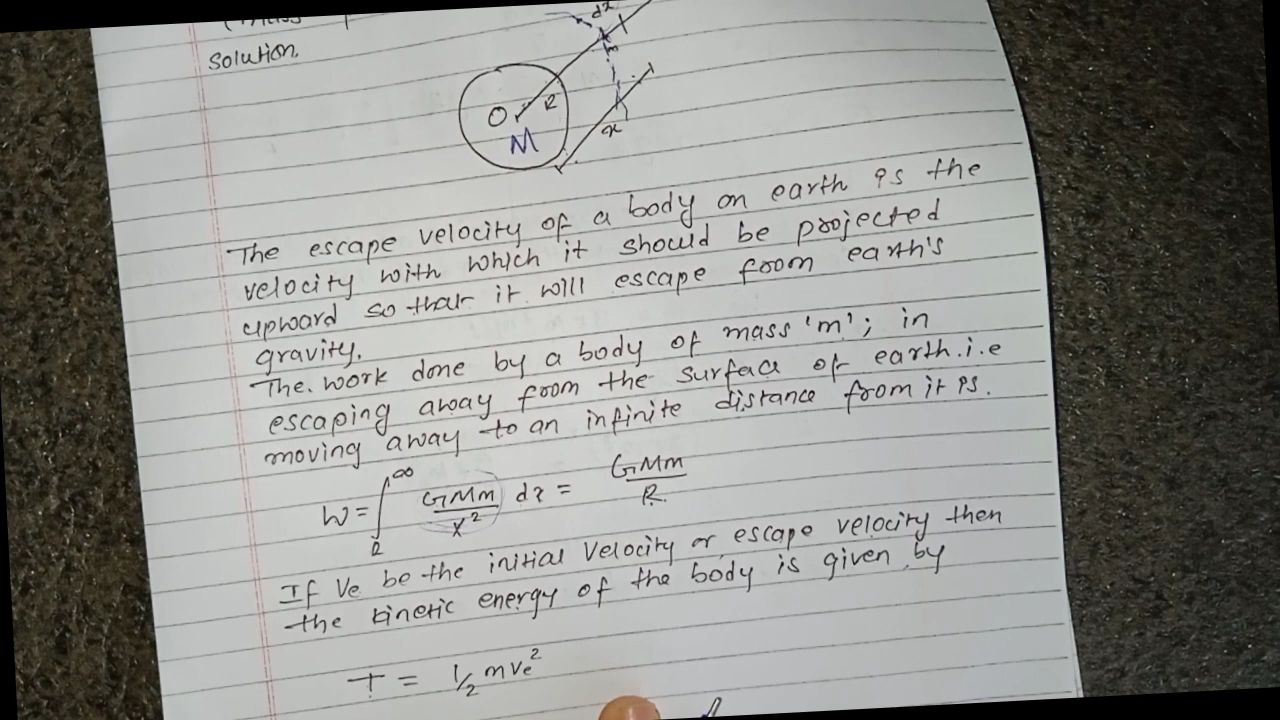 Solution.
dx
m
R
O
M
x
The escape velocity of a body on earth is the
velocity with which it should be projected
upward so that it will escape from earth's
gravity.
The. work done by a body of mass 'm'; in
escaping away from the surface of earth.i.e
moving away to an infinite distance from it is.
W = ∫_R^∞ GMm/x² dx = GMm/R.
If Ve be the initial velocity or escape velocity then
the kinetic energy of the body is given by
T = 1/2 mve²